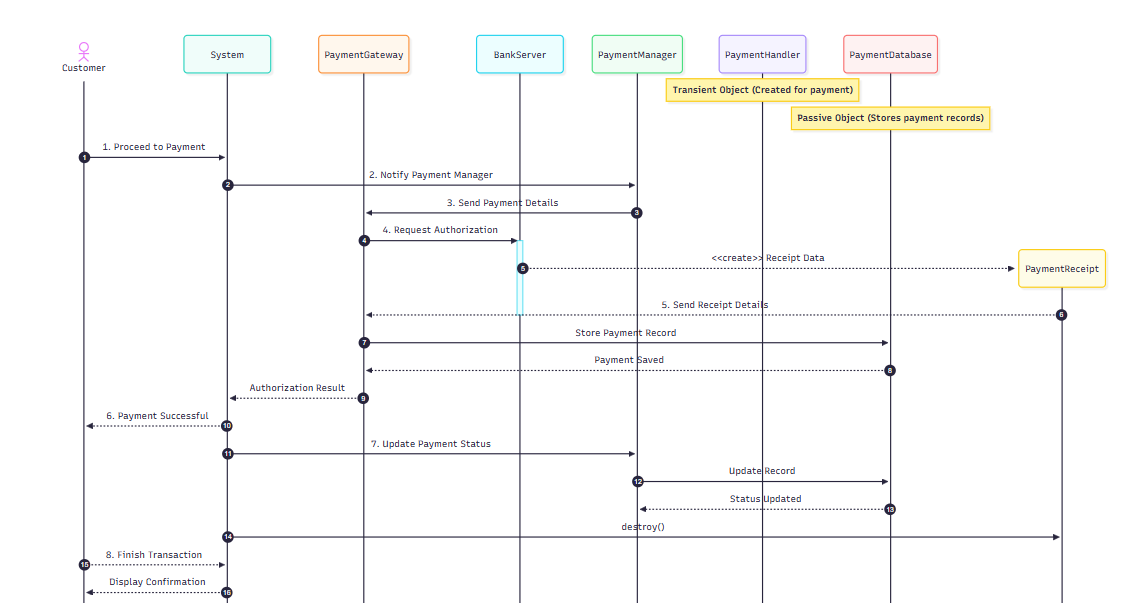 Customer
System
PaymentGateway
BankServer
PaymentManager
PaymentHandler
PaymentDatabase
Transient Object (Created for payment)
Passive Object (Stores payment records)
1. Proceed to Payment
1
2. Notify Payment Manager
2
3. Send Payment Details
3
4. Request Authorization
4
<<create>> Receipt Data
5
PaymentReceipt
5. Send Receipt Details
6
Store Payment Record
7
Payment Saved
8
Authorization Result
9
6. Payment Successful
10
7. Update Payment Status
11
Update Record
12
Status Updated
13
destroy()
14
8. Finish Transaction
15
Display Confirmation
16